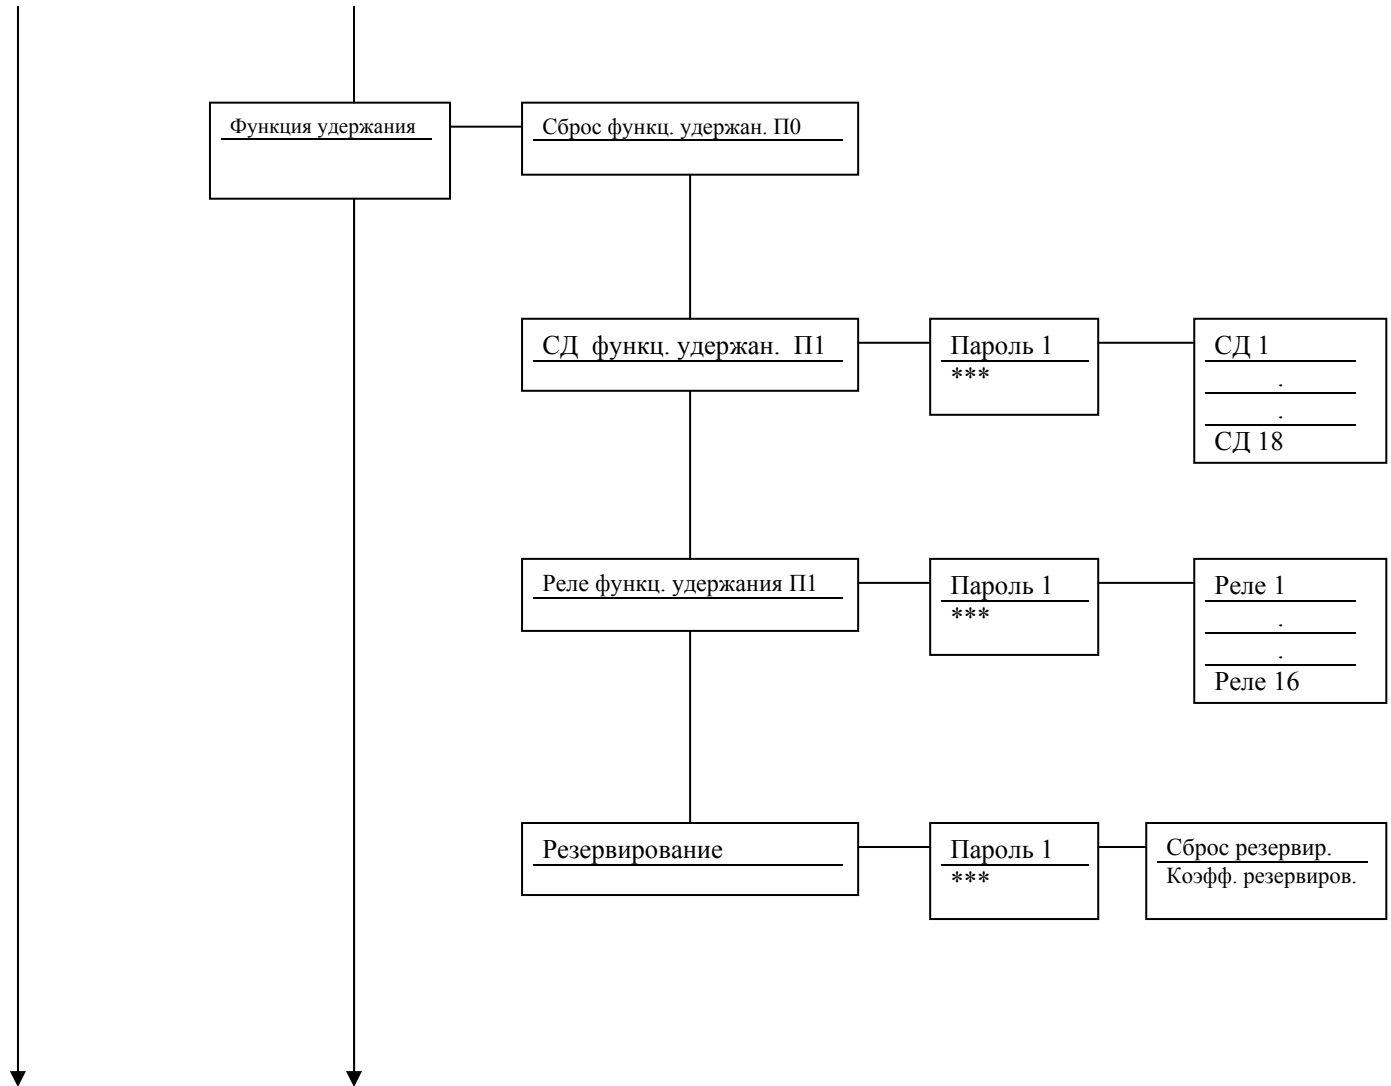 Функция удержания
Сброс функц. удержан. П0
СД функц. удержан. П1
Пароль 1
***
СД 1
.
.
СД 18
Реле функц. удержания П1
Пароль 1
***
Реле 1
.
.
Реле 16
Резервирование
Пароль 1
***
Сброс резервир.
Коэфф. резервиров.